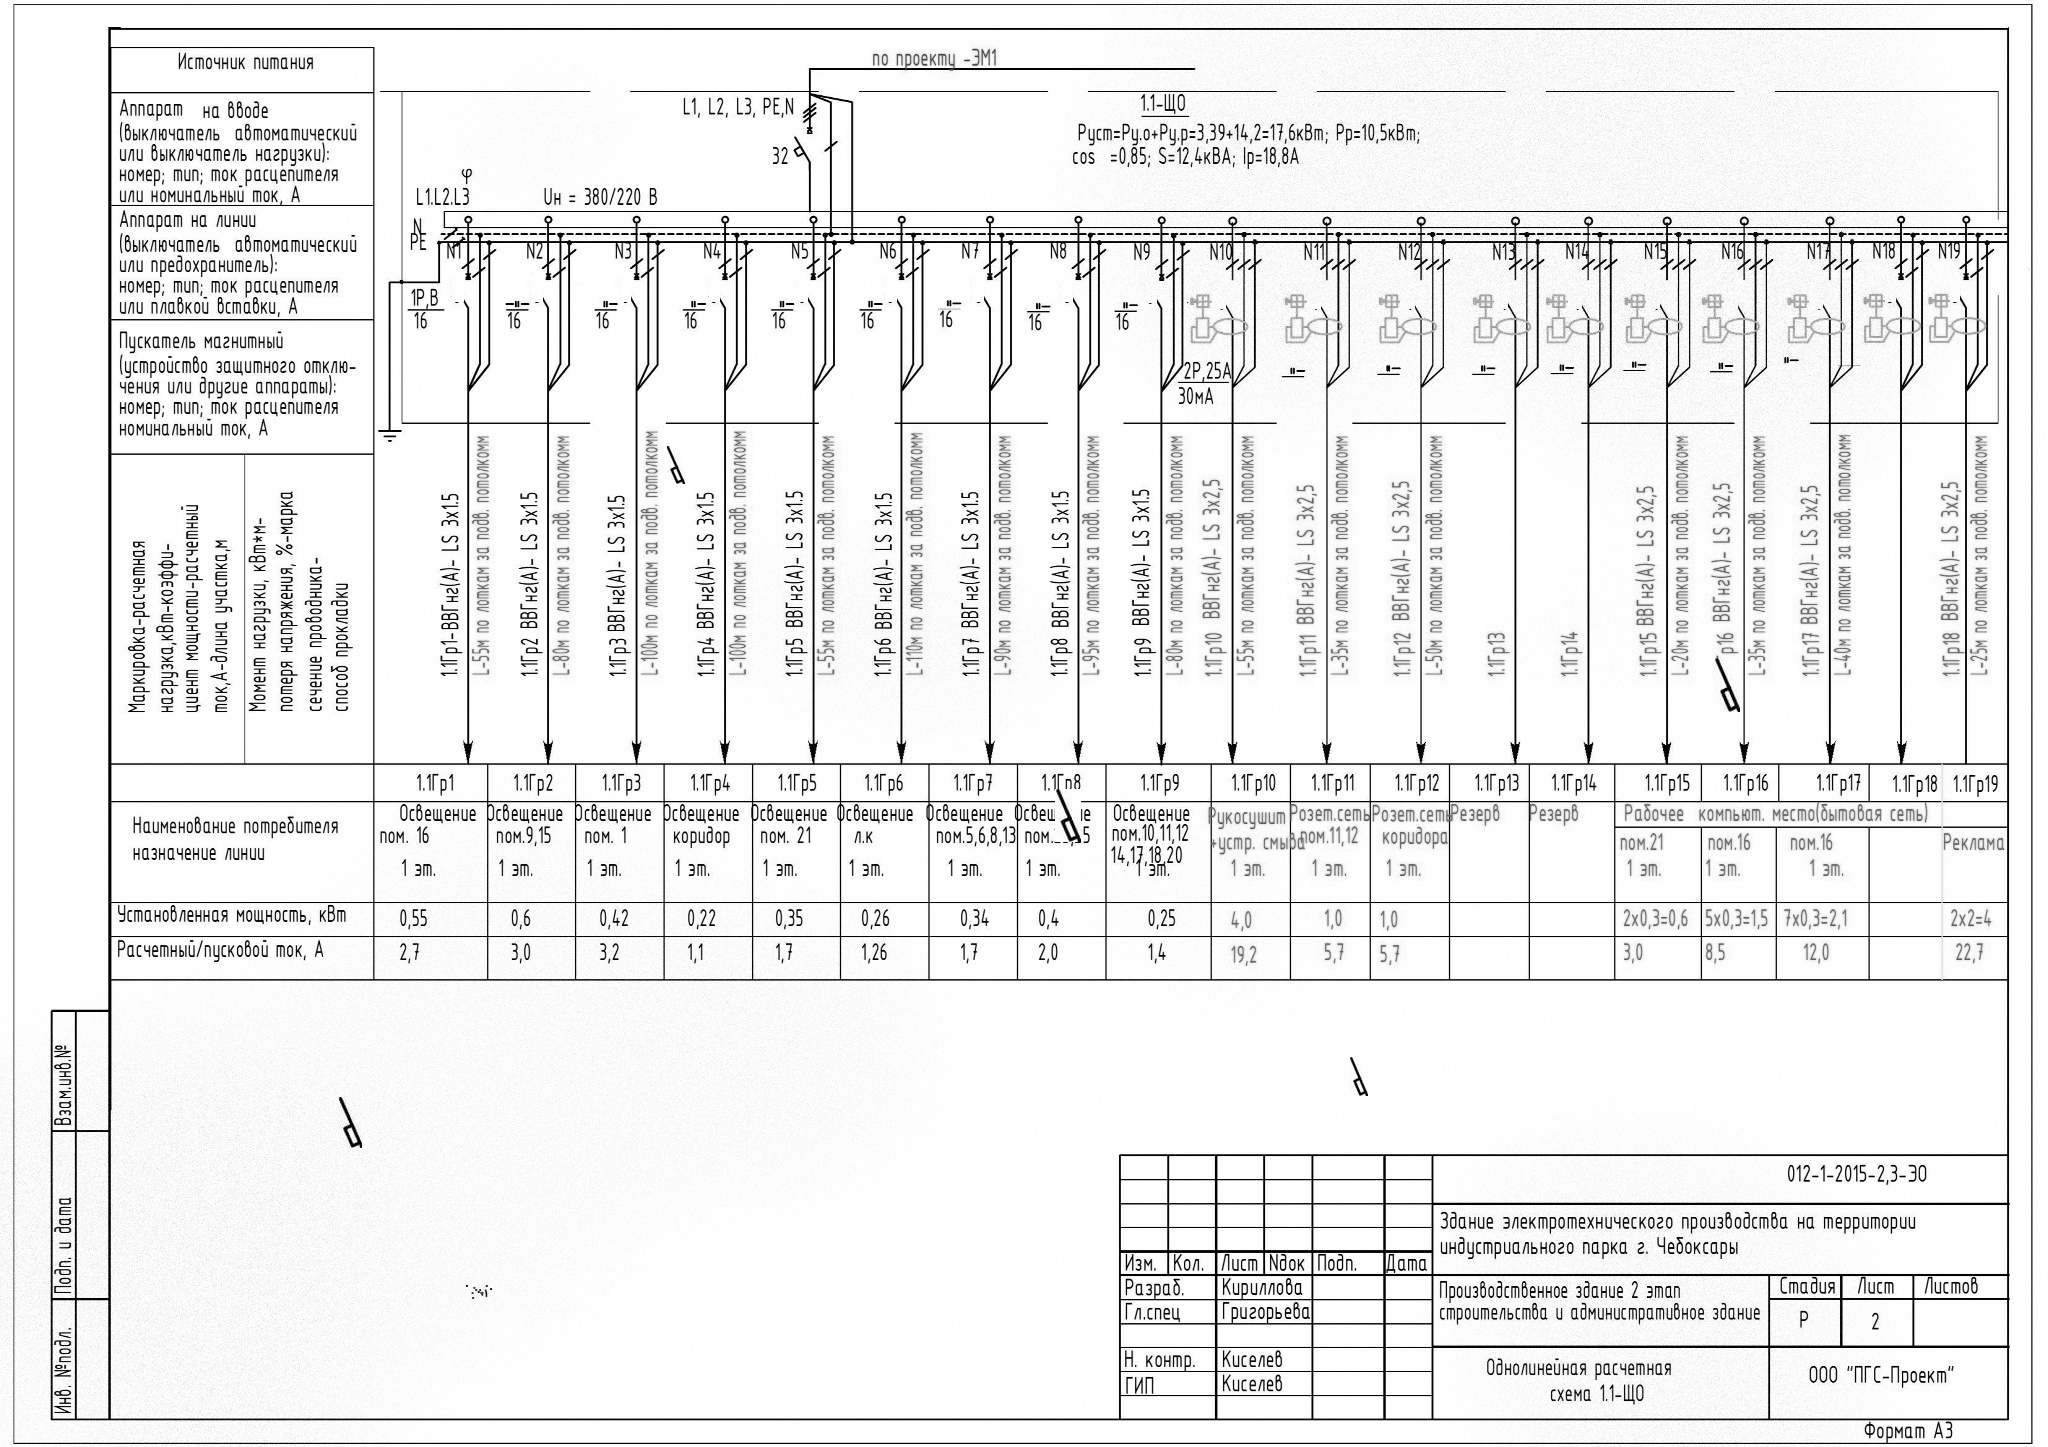 Источник питания
по проекту -ЭМ1
Аппарат на вводе
(выключатель автоматический
или выключатель нагрузки):
номер; тип; ток расцепителя
или номинальный ток, А
L1, L2, L3, PE,N
32
1.1-ЩО
Руст=Ру.о+Ру.р=3,39+14,2=17,6кВт; Рр=10,5кВт;
cos =0,85; S=12,4кВА; Iр=18,8А
φ
L1.L2.L3
Uн = 380/220 В
N
PE
Аппарат на линии
(выключатель автоматический
или предохранитель):
номер; тип; ток расцепителя
или плавкой вставки, А
N1 N2 N3 N4 N5 N6 N7 N8 N9 N10 N11 N12 N13 N14 N15 N16 N17 N18 N19
1Р,В
16
-"- 16
-"- 16
-"- 16
-"- 16
-"- 16
-"- 16
-"- 16
-"- 16
Пускатель магнитный
(устройство защитного отклю-
чения или другие аппараты):
номер; тип; ток расцепителя
номинальный ток, А
2Р,25А
30мА
-"- -"- -"- -"- -"- -"- -"-
Маркировка-расчетная
нагрузка,кВт-коэффи-
циент мощности-расчетный
ток,А-длина участка,м
Момент нагрузки, кВт*м-
потеря напряжения, %-марка
сечение проводника-
способ прокладки
1.1Гр1-ВВГнг(А)- LS 3х1.5
L-55м по лоткам за подв. потолкомм
1.1Гр2 ВВГнг(А)- LS 3х1.5
L-80м по лоткам за подв. потолкомм
1.1Гр3 ВВГнг(А)- LS 3х1.5
L-100м по лоткам за подв. потолкомм
1.1Гр4 ВВГнг(А)- LS 3х1.5
L-100м по лоткам за подв. потолкомм
1.1Гр5 ВВГнг(А)- LS 3х1.5
L-55м по лоткам за подв. потолкомм
1.1Гр6 ВВГнг(А)- LS 3х1.5
L-110м по лоткам за подв. потолкомм
1.1Гр7 ВВГнг(А)- LS 3х1.5
L-90м по лоткам за подв. потолкомм
1.1Гр8 ВВГнг(А)- LS 3х1.5
L-95м по лоткам за подв. потолкомм
1.1Гр9 ВВГнг(А)- LS 3х1.5
L-80м по лоткам за подв. потолкомм
1.1Гр10 ВВГнг(А)- LS 3х2,5
L-55м по лоткам за подв. потолкомм
1.1Гр11 ВВГнг(А)- LS 3х2,5
L-35м по лоткам за подв. потолкомм
1.1Гр12 ВВГнг(А)- LS 3х2,5
L-50м по лоткам за подв. потолкомм
1.1Гр13
1.1Гр14
1.1Гр15 ВВГнг(А)- LS 3х2,5
L-20м по лоткам за подв. потолкомм
р16 ВВГнг(А)- LS 3х2,5
L-35м по лоткам за подв. потолкомм
1.1Гр17 ВВГнг(А)- LS 3х2,5
L-40м по лоткам за подв. потолкомм
1.1Гр18 ВВГнг(А)- LS 3х2,5
L-25м по лоткам за подв. потолкомм
1.1Гр1 1.1Гр2 1.1Гр3 1.1Гр4 1.1Гр5 1.1Гр6 1.1Гр7 1.1Гр8 1.1Гр9 1.1Гр10 1.1Гр11 1.1Гр12 1.1Гр13 1.1Гр14 1.1Гр15 1.1Гр16 1.1Гр17 1.1Гр18 1.1Гр19
Наименование потребителя
назначение линии
Освещение
пом. 16
1 эт.
Освещение
пом.9,15
1 эт.
Освещение
пом. 1
1 эт.
Освещение
коридор
1 эт.
Освещение
пом. 21
1 эт.
Освещение
л.к
1 эт.
Освещение
пом.5,6,8,13
1 эт.
1 эт.
Освещение
пом.10,11,12
14,17,18,20
1 эт.
Рукосушит
+устр. смыва
1 эт.
Розет.сеть
пом.11,12
1 эт.
Розет.сеть
коридора
1 эт.
Резерв
Резерв
Рабочее компьют. место(бытовая сеть)
пом.21
1 эт.
пом.16
1 эт.
пом.16
1 эт.
Реклама
Установленная мощность, кВт 0,55 0,6 0,42 0,22 0,35 0,26 0,34 0,4 0,25 4,0 1,0 1,0 2х0,3=0,6 5х0,3=1,5 7х0,3=2,1 2х2=4
Расчетный/пусковой ток, А 2,7 3,0 3,2 1,1 1,7 1,26 1,7 2,0 1,4 19,2 5,7 5,7 3,0 8,5 12,0 22,7
Взам.инв.№
Подп. и дата
Инв. №подл.
012-1-2015-2,3-ЭО
Здание электротехнического производства на территории
индустриального парка г. Чебоксары
Изм. Кол. Лист Nдок Подп. Дата
Разраб. Кириллова
Гл.спец Григорьева
Н. контр. Киселев
ГИП Киселев
Производственное здание 2 этап
строительства и административное здание
Стадия Лист Листов
Р 2
Однолинейная расчетная
схема 1.1-ЩО
ООО "ПГС-Проект"
Формат А3